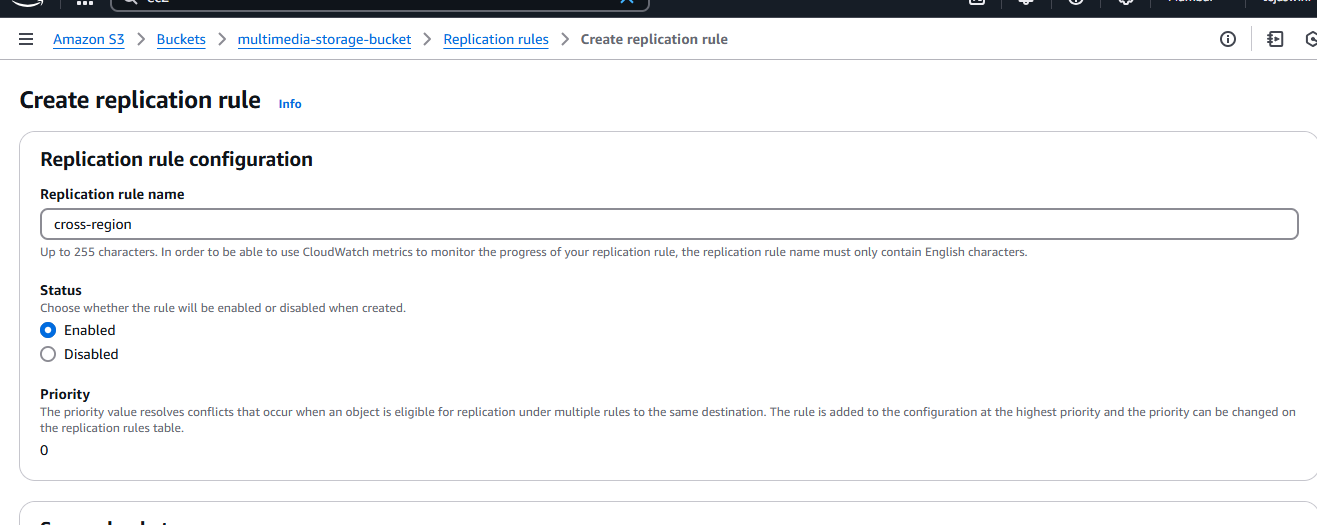 Amazon S3 > Buckets > multimedia-storage-bucket > Replication rules > Create replication rule
Create replication rule Info
Replication rule configuration
Replication rule name
cross-region
Up to 255 characters. In order to be able to use CloudWatch metrics to monitor the progress of your replication rule, the replication rule name must only contain English characters.
Status
Choose whether the rule will be enabled or disabled when created.
Enabled
Disabled
Priority
The priority value resolves conflicts that occur when an object is eligible for replication under multiple rules to the same destination. The rule is added to the configuration at the highest priority and the priority can be changed on
the replication rules table.
0